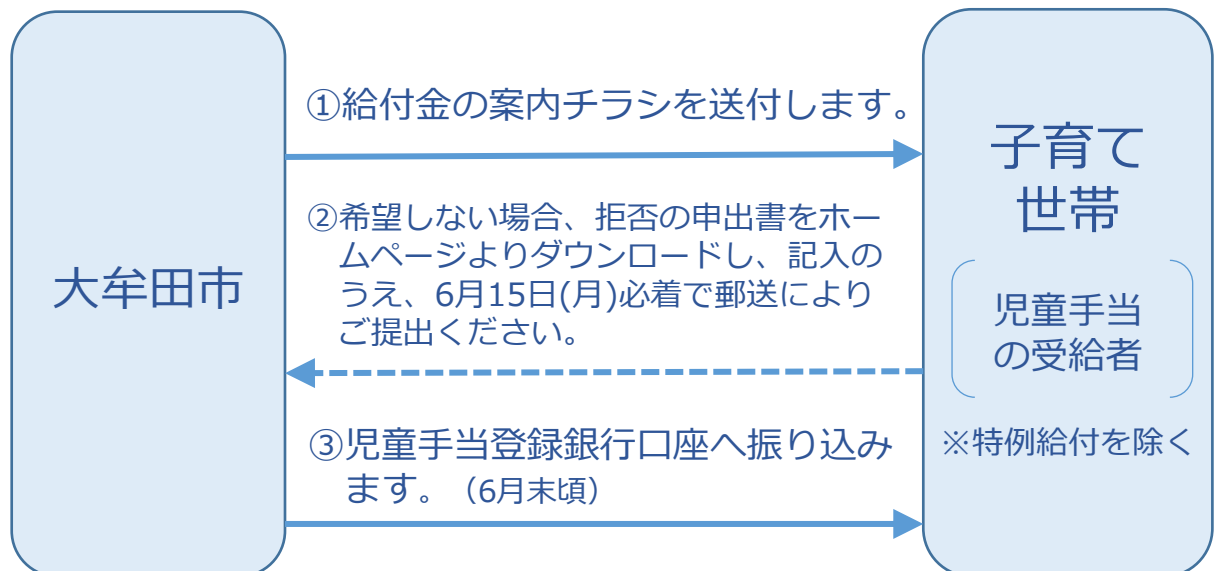 大牟田市
①給付金の案内チラシを送付します。
②希望しない場合、拒否の申出書をホー
ムページよりダウンロードし、記入の
うえ、6月15日(月)必着で郵送により
ご提出ください。
③児童手当登録銀行口座へ振り込み
ます。（6月末頃）
子育て
世帯
児童手当
の受給者
※特例給付を除く